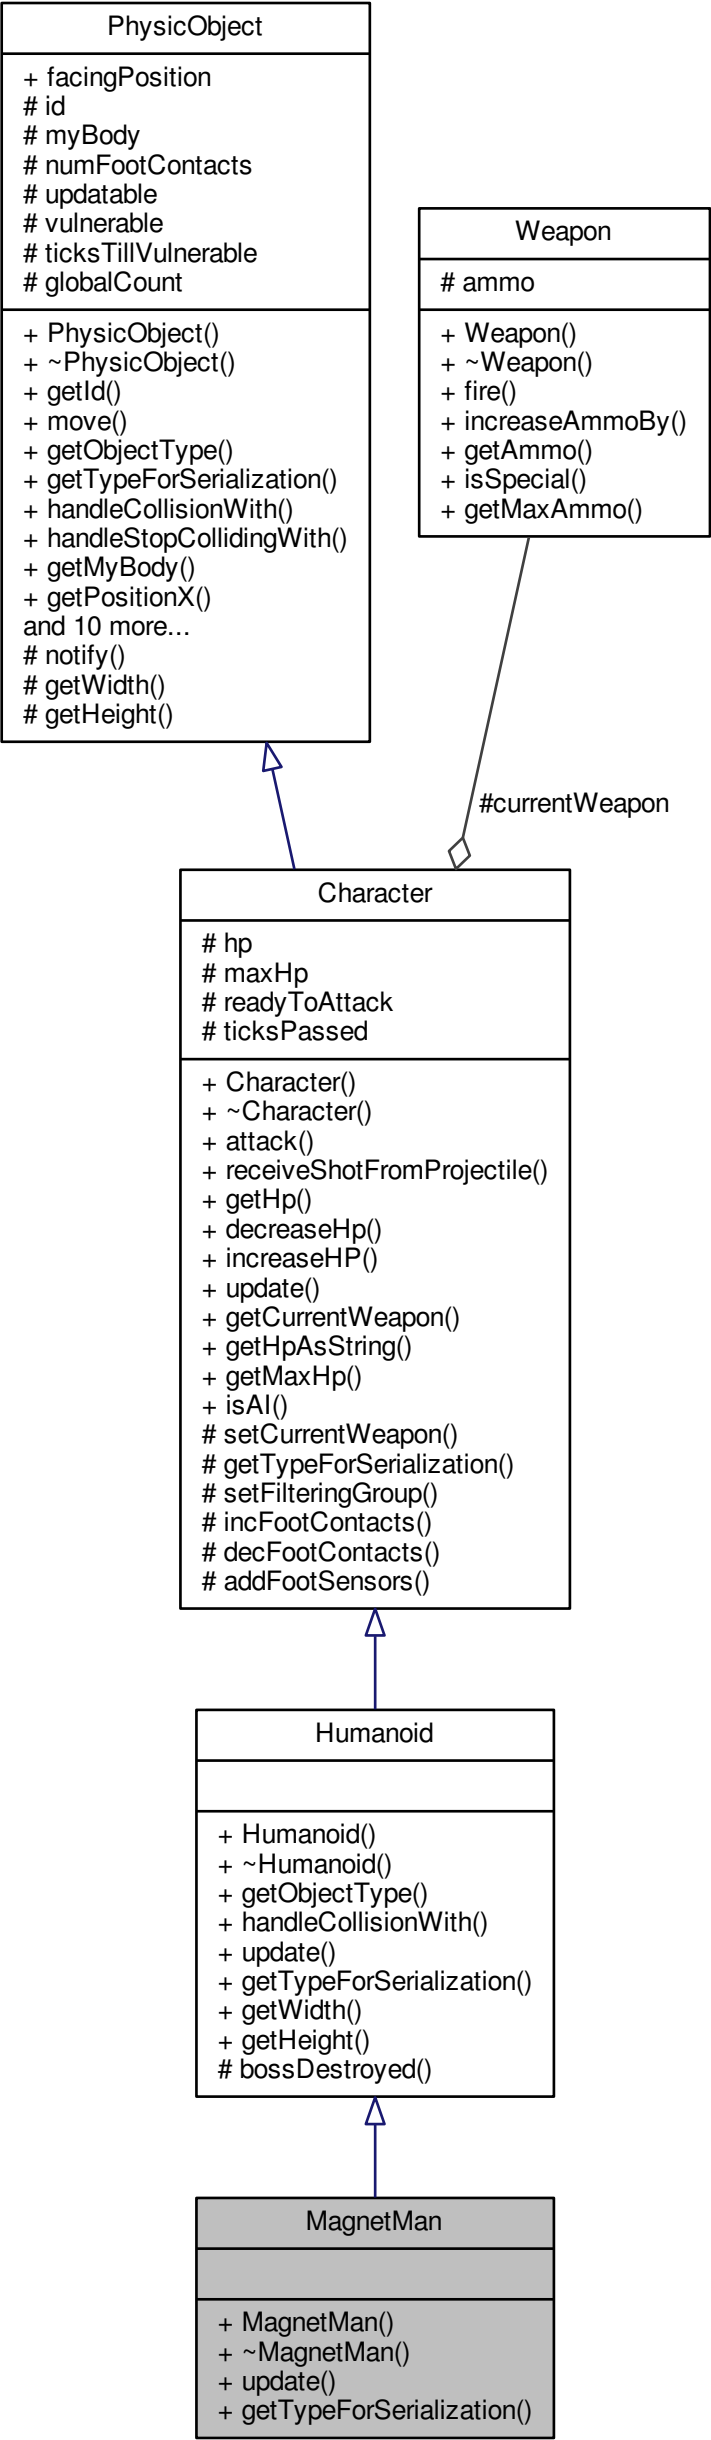 PhysicObject
+ facingPosition
# id
# myBody
# numFootContacts
# updatable
# vulnerable
# ticksTillVulnerable
# globalCount
+ PhysicObject()
+ ~PhysicObject()
+ getId()
+ move()
+ getObjectType()
+ getTypeForSerialization()
+ handleCollisionWith()
+ handleStopCollidingWith()
+ getMyBody()
+ getPositionX()
and 10 more...
# notify()
# getWidth()
# getHeight()
Weapon
# ammo
+ Weapon()
+ ~Weapon()
+ fire()
+ increaseAmmoBy()
+ getAmmo()
+ isSpecial()
+ getMaxAmmo()
#currentWeapon
Character
# hp
# maxHp
# readyToAttack
# ticksPassed
+ Character()
+ ~Character()
+ attack()
+ receiveShotFromProjectile()
+ getHp()
+ decreaseHp()
+ increaseHP()
+ update()
+ getCurrentWeapon()
+ getHpAsString()
+ getMaxHp()
+ isAI()
# setCurrentWeapon()
# getTypeForSerialization()
# setFilteringGroup()
# incFootContacts()
# decFootContacts()
# addFootSensors()
Humanoid
+ Humanoid()
+ ~Humanoid()
+ getObjectType()
+ handleCollisionWith()
+ update()
+ getTypeForSerialization()
+ getWidth()
+ getHeight()
# bossDestroyed()
MagnetMan
+ MagnetMan()
+ ~MagnetMan()
+ update()
+ getTypeForSerialization()